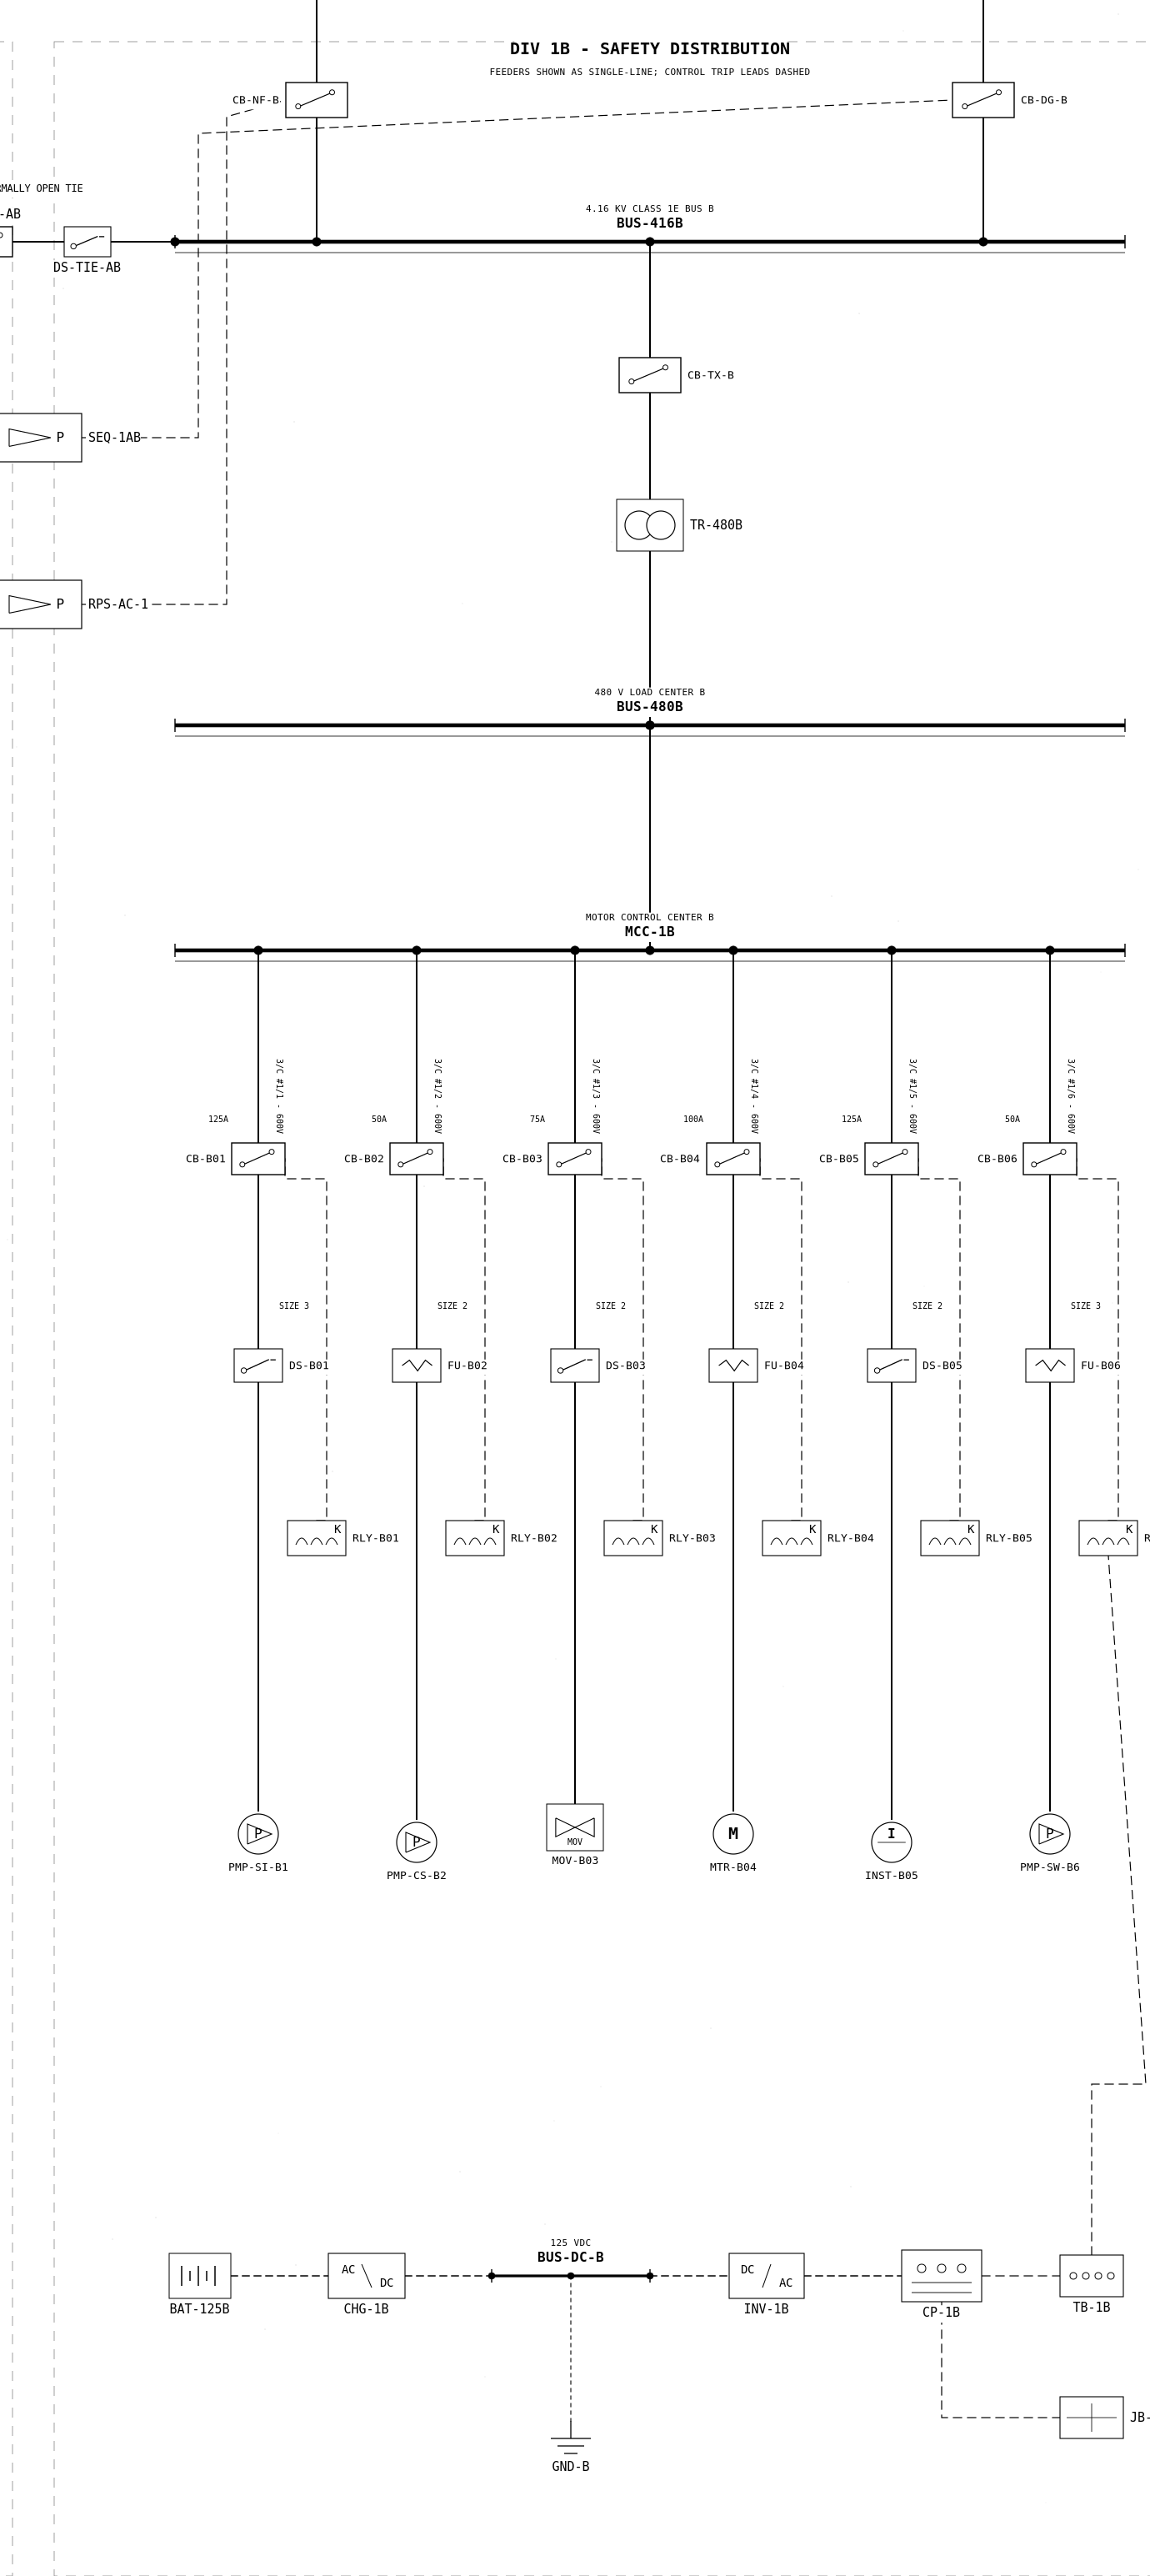 DIV 1B - SAFETY DISTRIBUTION
FEEDERS SHOWN AS SINGLE-LINE; CONTROL TRIP LEADS DASHED
CB-NF-B
CB-DG-B
RMALLY OPEN TIE
-AB
DS-TIE-AB
4.16 KV CLASS 1E BUS B
BUS-416B
CB-TX-B
P
SEQ-1AB
TR-480B
P
RPS-AC-1
480 V LOAD CENTER B
BUS-480B
MOTOR CONTROL CENTER B
MCC-1B
3/C #1/1 - 600V
3/C #1/2 - 600V
3/C #1/3 - 600V
3/C #1/4 - 600V
3/C #1/5 - 600V
3/C #1/6 - 600V
125A
50A
75A
100A
125A
50A
CB-B01
CB-B02
CB-B03
CB-B04
CB-B05
CB-B06
SIZE 3
SIZE 2
SIZE 2
SIZE 2
SIZE 2
SIZE 3
DS-B01
FU-B02
DS-B03
FU-B04
DS-B05
FU-B06
K
RLY-B01
K
RLY-B02
K
RLY-B03
K
RLY-B04
K
RLY-B05
K
R
P
PMP-SI-B1
P
PMP-CS-B2
MOV
MOV-B03
M
MTR-B04
I
INST-B05
P
PMP-SW-B6
125 VDC
BUS-DC-B
BAT-125B
AC
DC
CHG-1B
DC
AC
INV-1B
CP-1B
TB-1B
JB-
GND-B